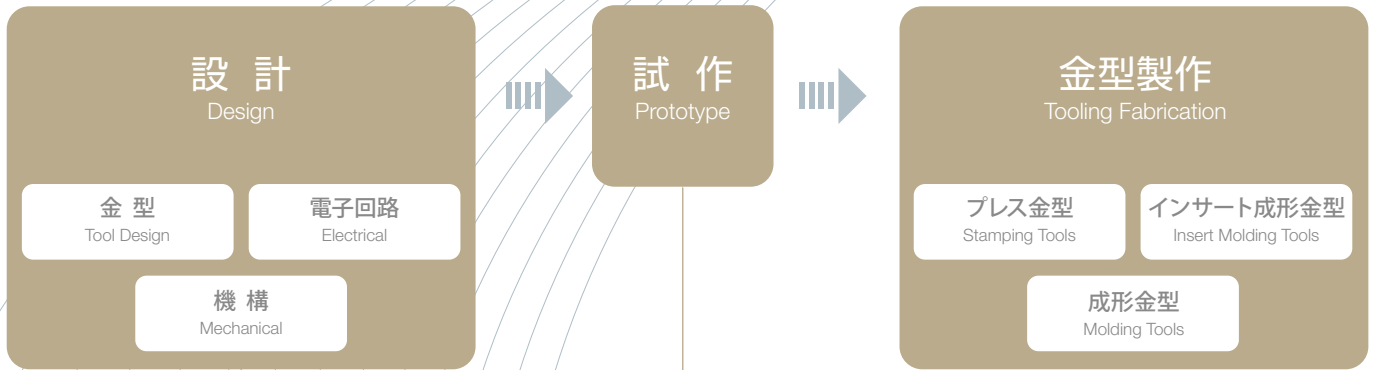 設 計
Design
金 型
Tool Design
電子回路
Electrical
機 構
Mechanical
試 作
Prototype
金型製作
Tooling Fabrication
プレス金型
Stamping Tools
インサート成形金型
Insert Molding Tools
成形金型
Molding Tools